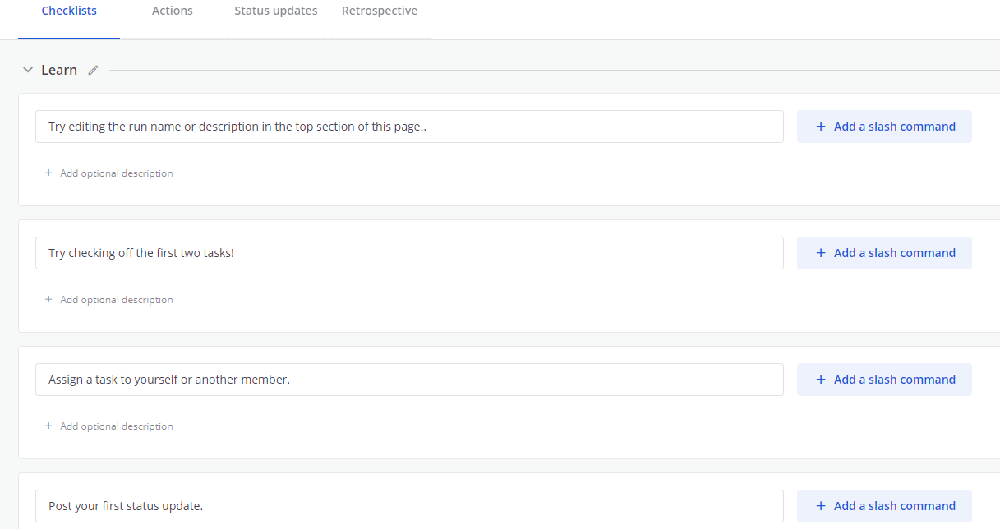 Checklists Actions Status updates Retrospective
Learn
Try editing the run name or description in the top section of this page..
+ Add a slash command
+ Add optional description
Try checking off the first two tasks!
+ Add a slash command
+ Add optional description
Assign a task to yourself or another member.
+ Add a slash command
+ Add optional description
Post your first status update.
+ Add a slash command